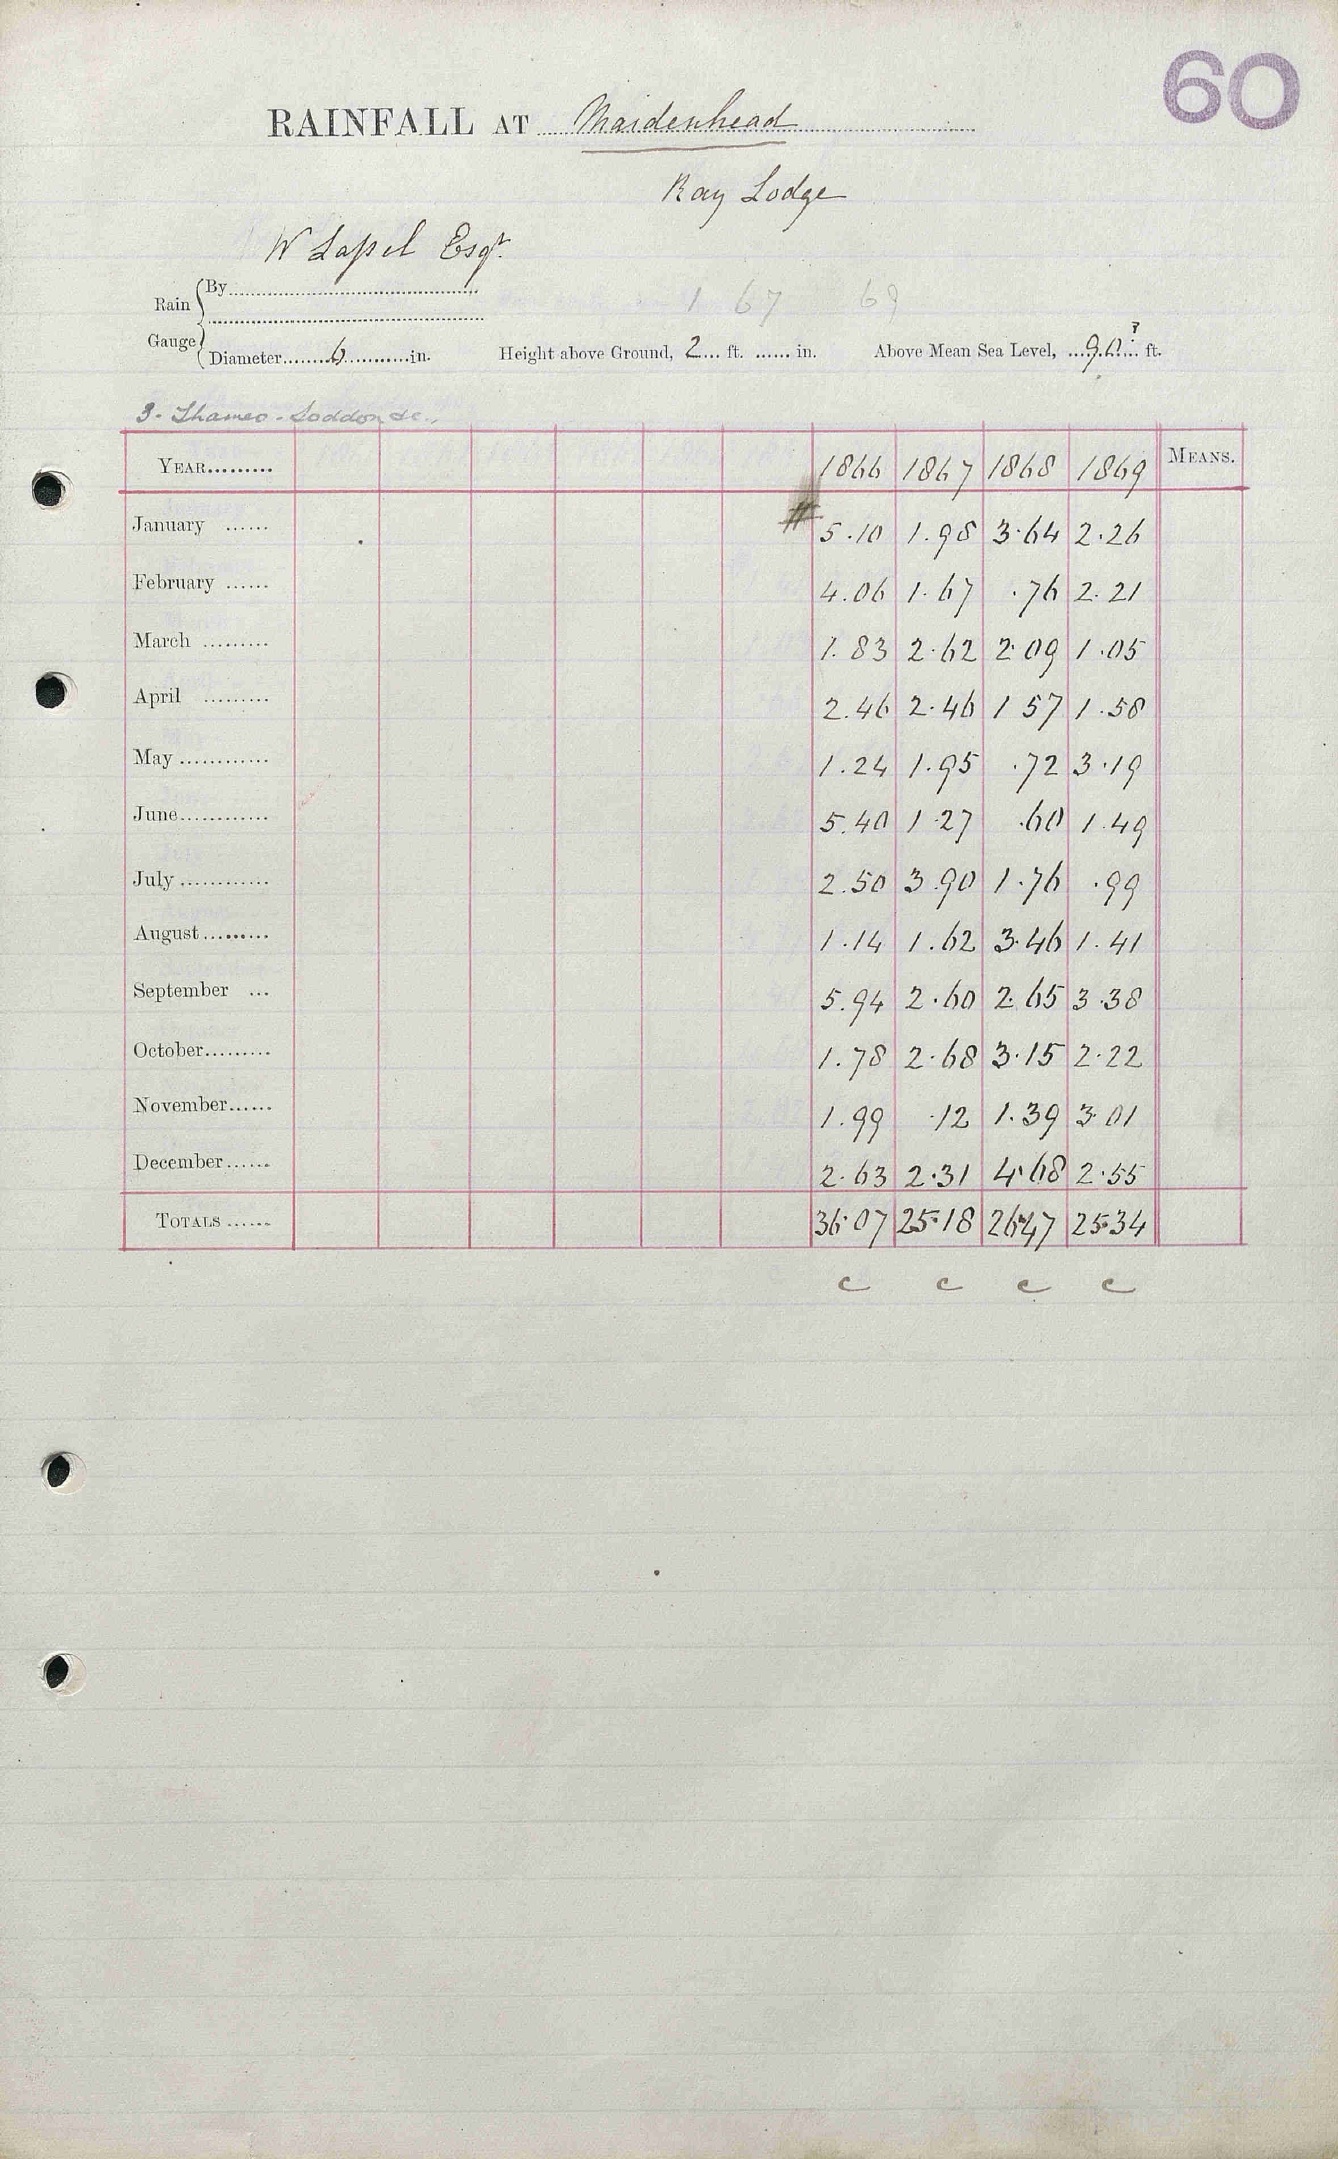 60
RAINFALL AT Maidenhead
Ray Lodge
W Lapel Esqr.
Rain Gauge { By
1 67 69
Diameter 6 in. Height above Ground, 2 ft. in. Above Mean Sea Level, 90? ft.
3. Thames - Loddon &c.
YEAR 1866 1867 1868 1869 MEANS.
January # 5.10 1.98 3.64 2.26
February 4.06 1.67 .76 2.21
March 1.83 2.62 2.09 1.05
April 2.46 2.46 1 57 1.58
May 1.24 1.95 .72 3.19
June 5.40 1.27 .60 1.49
July 2.50 3.90 1.76 .99
August 1.14 1.62 3.46 1.41
September 5.94 2.60 2.65 3.38
October 1.78 2.68 3.15 2.22
November 1.99 .12 1.39 3.01
December 2.63 2.31 4.68 2.55
TOTALS 36.07 25.18 26.47 25.34
c c c c